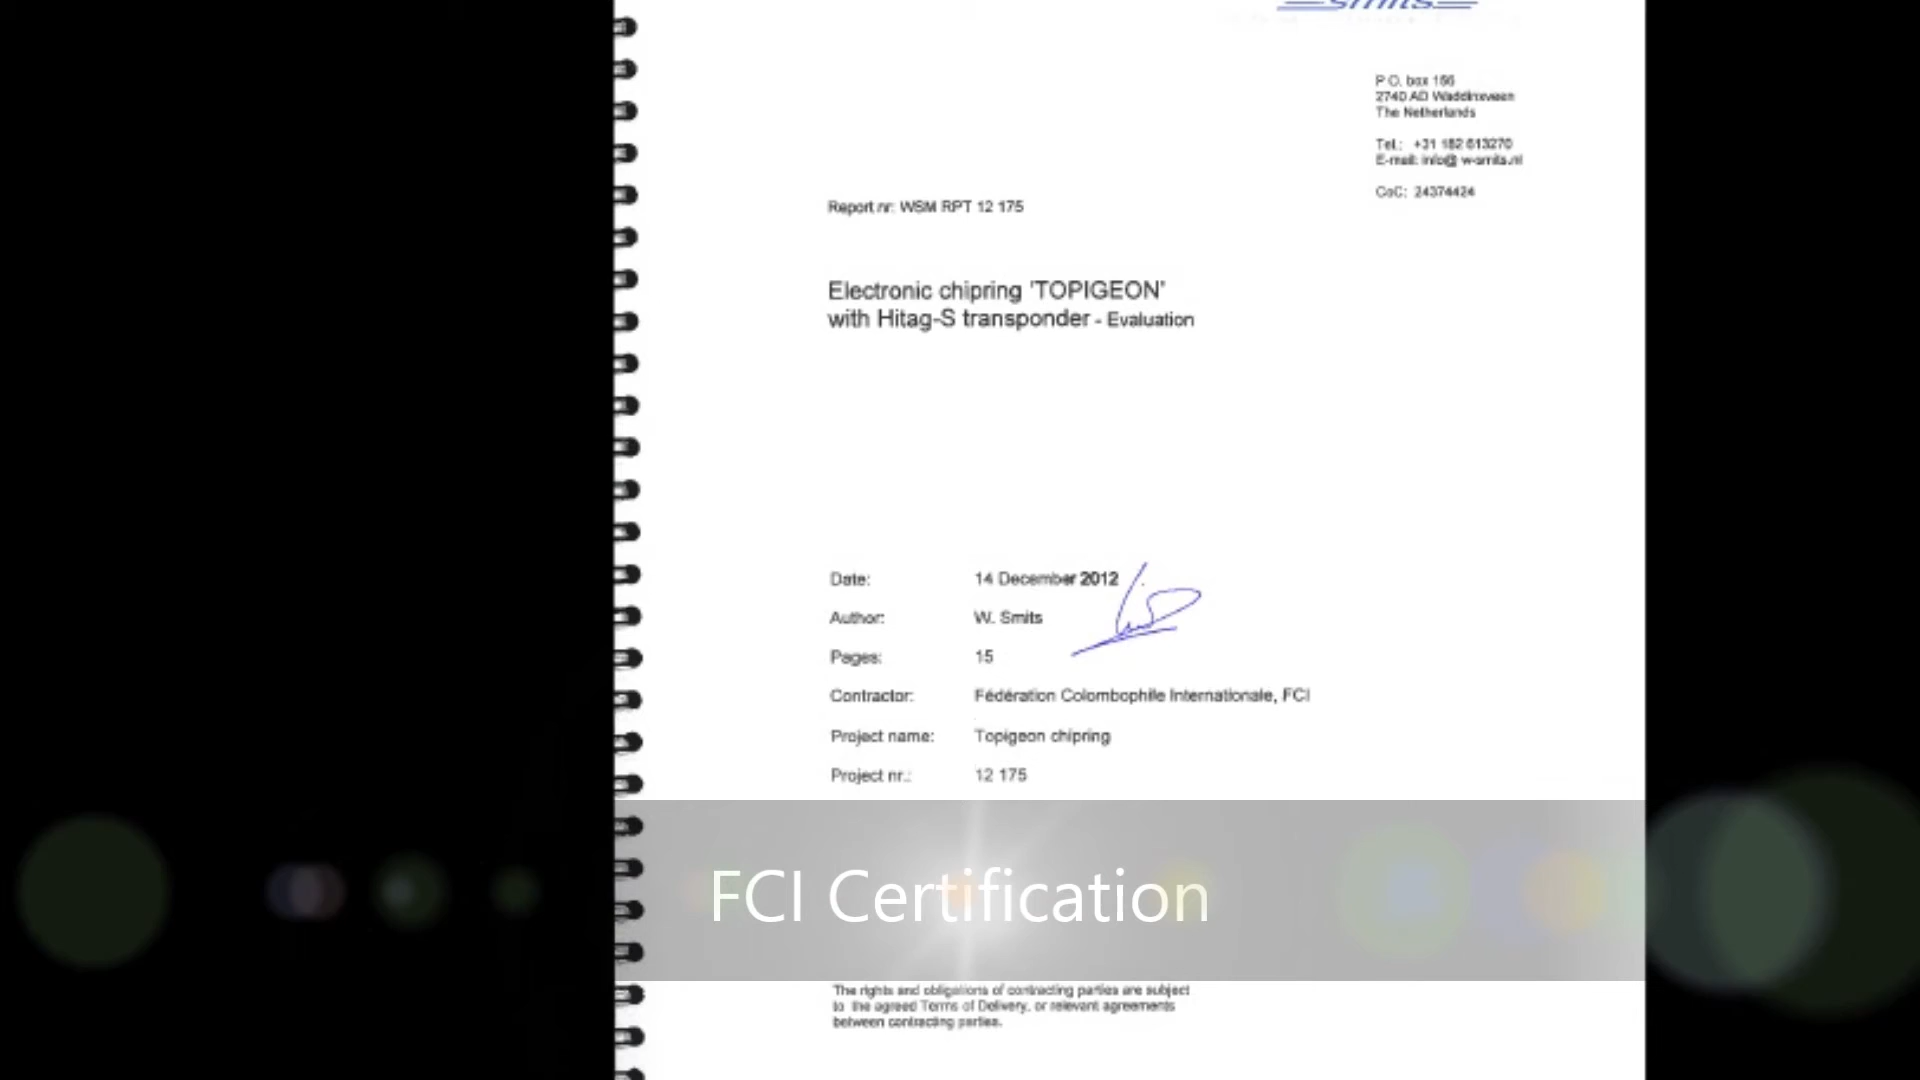 Smits
P.O. box 166
2740 AD Waddinxveen
The Netherlands
Tel.: +31 182 613270
E-mail: info@ w-smits.nl
CoC: 24374424
Report nr: WSM RPT 12 175
Electronic chipring 'TOPIGEON'
with Hitag-S transponder - Evaluation
Date: 14 December 2012
Author: W. Smits
Pages: 15
Contractor: Fédération Colombophile Internationale, FCI
Project name: Topigeon chipring
Project nr.: 12 175
FCI Certification
The rights and obligations of contracting parties are subject
to the agreed Terms of Delivery, or relevant agreements
between contracting parties.